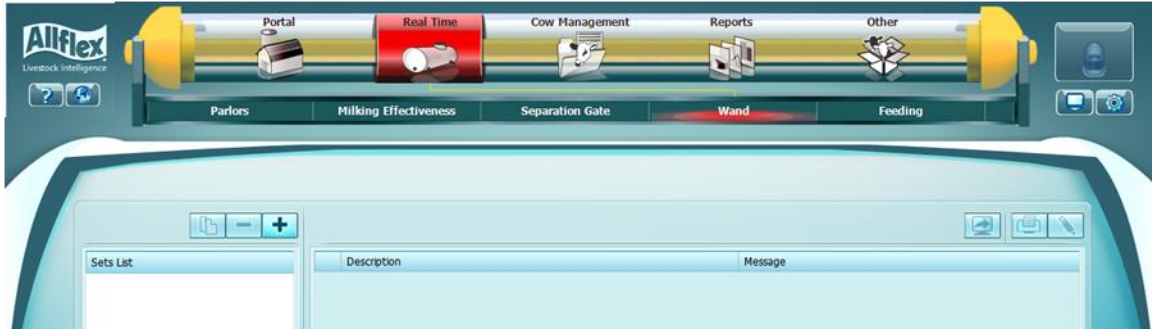 Allflex
Livestock Intelligence
Portal
Real Time
Cow Management
Reports
Other
Parlors
Milking Effectiveness
Separation Gate
Wand
Feeding
Sets List
Description
Message